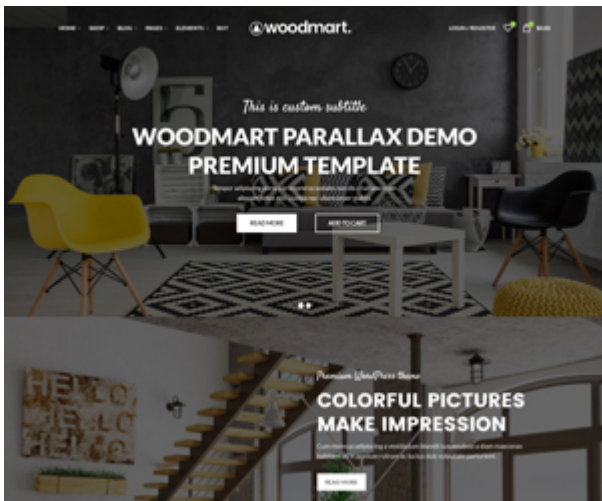 HOME SHOP BLOG PAGES ELEMENTS BUY
woodmart.
LOGIN / REGISTER
This is custom subtitle
WOODMART PARALLAX DEMO
PREMIUM TEMPLATE
READ MORE
ADD TO CART
HELLO
HELLO
HELLO
Premium WordPress theme
COLORFUL PICTURES
MAKE IMPRESSION
READ MORE